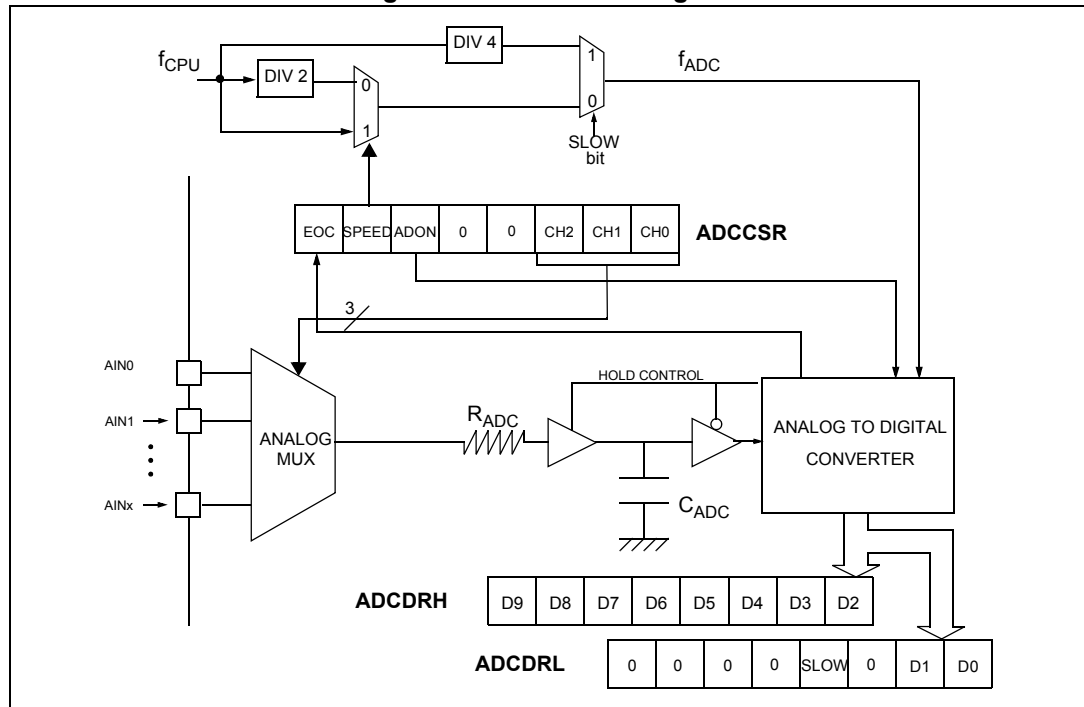 DIV 4
fCPU
DIV 2
0
1
1
0
fADC
SLOW
bit
EOC SPEED ADON 0 0 CH2 CH1 CH0
ADCCSR
3
AIN0
AIN1
AINx
ANALOG
MUX
RADC
HOLD CONTROL
CADC
ANALOG TO DIGITAL
CONVERTER
ADCDRH
D9 D8 D7 D6 D5 D4 D3 D2
ADCDRL
0 0 0 0 SLOW 0 D1 D0